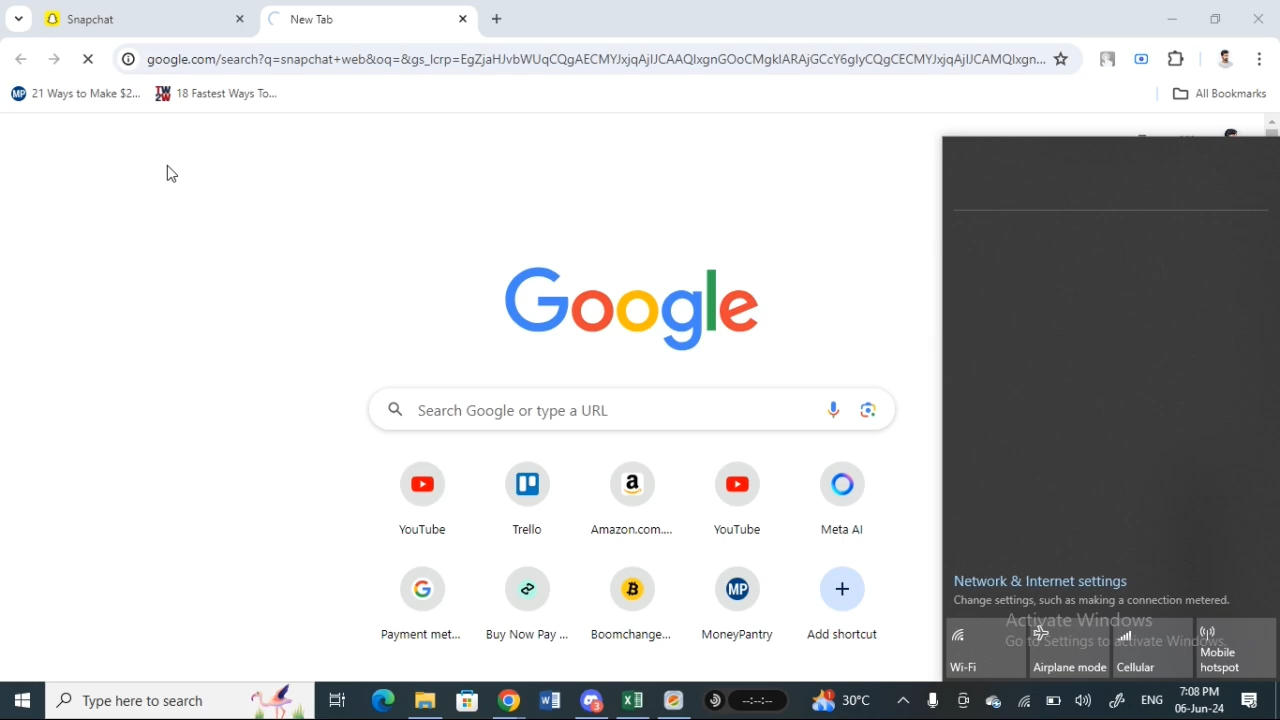 Snapchat
New Tab
google.com/search?q=snapchat+web&oq=&gs_lcrp=EgZjaHJvbWUqCQgAECMYJxjqAjIJCAAQIxgnGOoCMgkIARAjGCcY6gIyCQgCECMYJxjqAjIJCAMQIxgn...
MP 21 Ways to Make $2...
TW 2W 18 Fastest Ways To...
All Bookmarks
Google
Search Google or type a URL
YouTube
Trello
Amazon.com....
YouTube
Meta AI
MP
Payment met...
Buy Now Pay ...
Boomchange...
MoneyPantry
Add shortcut
Network & Internet settings
Change settings, such as making a connection metered.
Activate Windows
Go to Settings to activate Windows.
Wi-Fi
Airplane mode
Cellular
Mobile
hotspot
Type here to search
--:--:--
30°C
ENG
7:08 PM
06-Jun-24